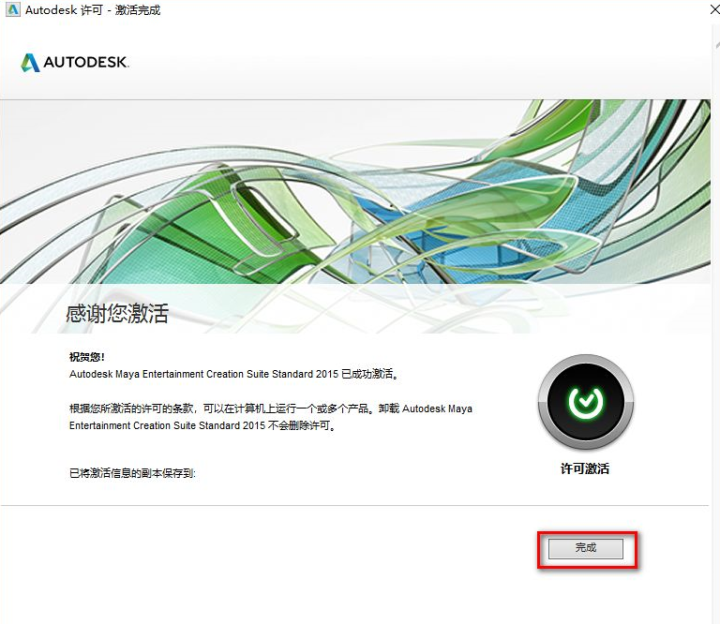 Autodesk 许可 - 激活完成
AUTODESK.
感谢您激活
祝贺您!
Autodesk Maya Entertainment Creation Suite Standard 2015 已成功激活。
根据您所激活的许可的条款，可以在计算机上运行一个或多个产品。卸载 Autodesk Maya
Entertainment Creation Suite Standard 2015 不会删除许可。
许可激活
已将激活信息的副本保存到:
完成